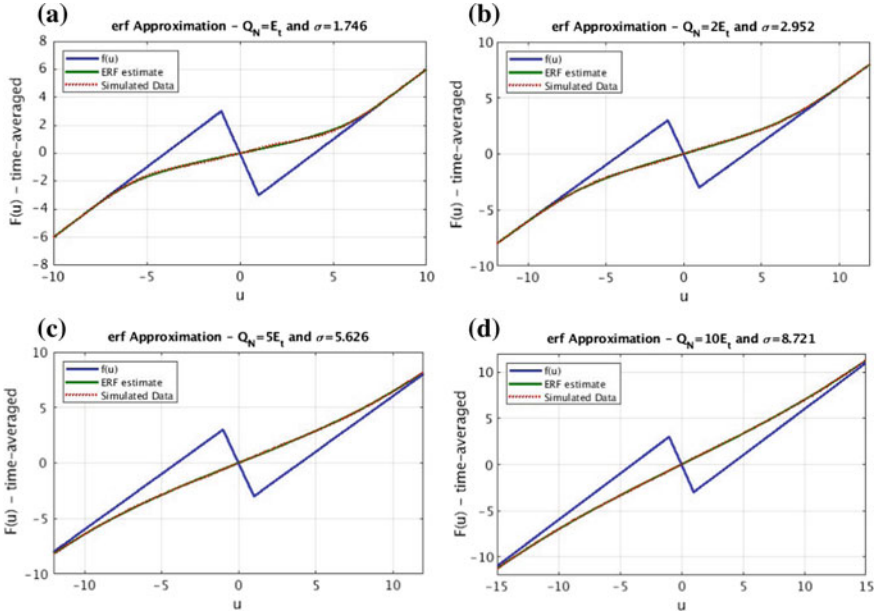 (a)
erf Approximation – Q_N=E_t and σ=1.746
f(u)
ERF estimate
Simulated Data
F(u) – time–averaged
8
6
4
2
0
−2
−4
−6
−8
−10
−5
0
5
10
u
(b)
erf Approximation – Q_N=2E_t and σ=2.952
f(u)
ERF estimate
Simulated Data
F(u) – time–averaged
10
5
0
−5
−10
−10
−5
0
5
10
u
(c)
erf Approximation – Q_N=5E_t and σ=5.626
f(u)
ERF estimate
Simulated Data
F(u) – time–averaged
10
5
0
−5
−10
−10
−5
0
5
10
u
(d)
erf Approximation – Q_N=10E_t and σ=8.721
f(u)
ERF estimate
Simulated Data
F(u) – time–averaged
10
5
0
−5
−10
−15
−10
−5
0
5
10
15
u